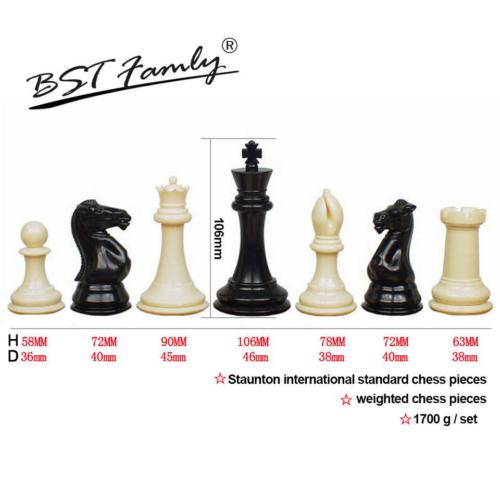 BST Famly®
106mm
H 58MM 72MM 90MM 106MM 78MM 72MM 63MM
D 36mm 40mm 45mm 46mm 38mm 40mm 38mm
☆Staunton international standard chess pieces
☆ weighted chess pieces
☆1700 g / set